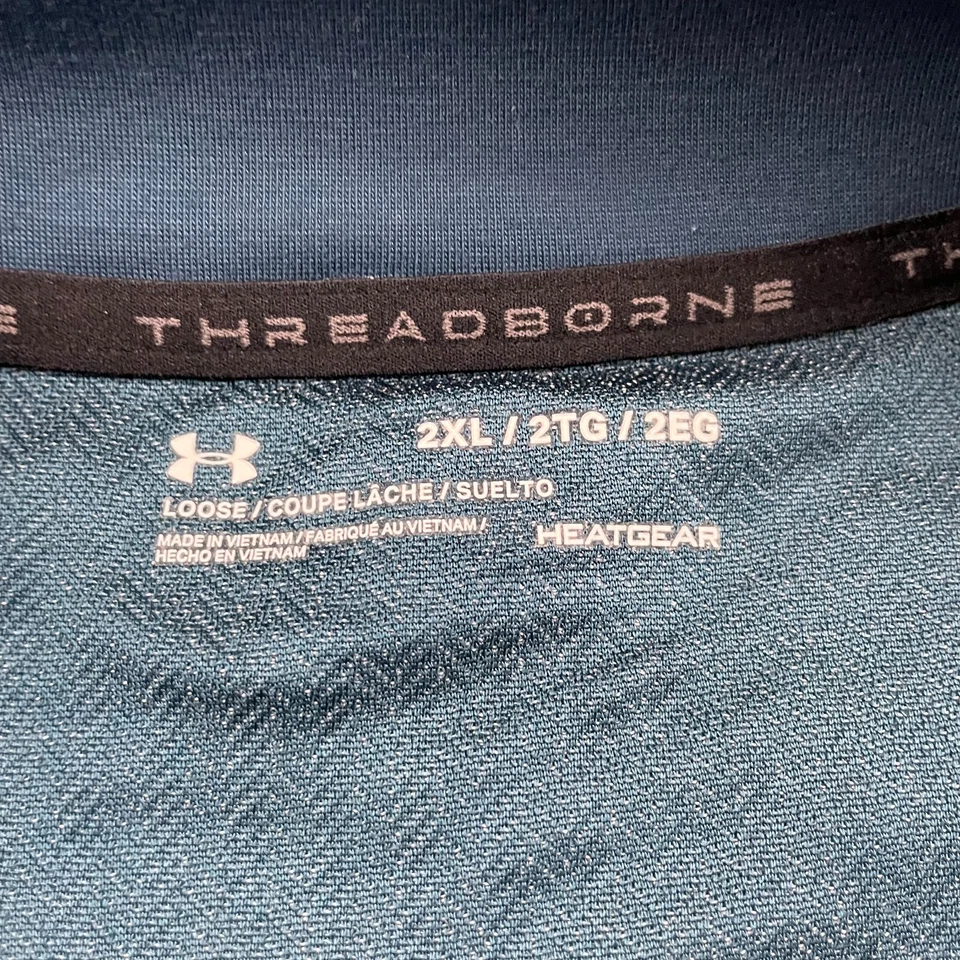 THREADBORNE
2XL / 2TG / 2EG
LOOSE / COUPE LÂCHE / SUELTO
MADE IN VIETNAM / FABRIQUÉ AU VIETNAM /
HECHO EN VIETNAM
HEATGEAR